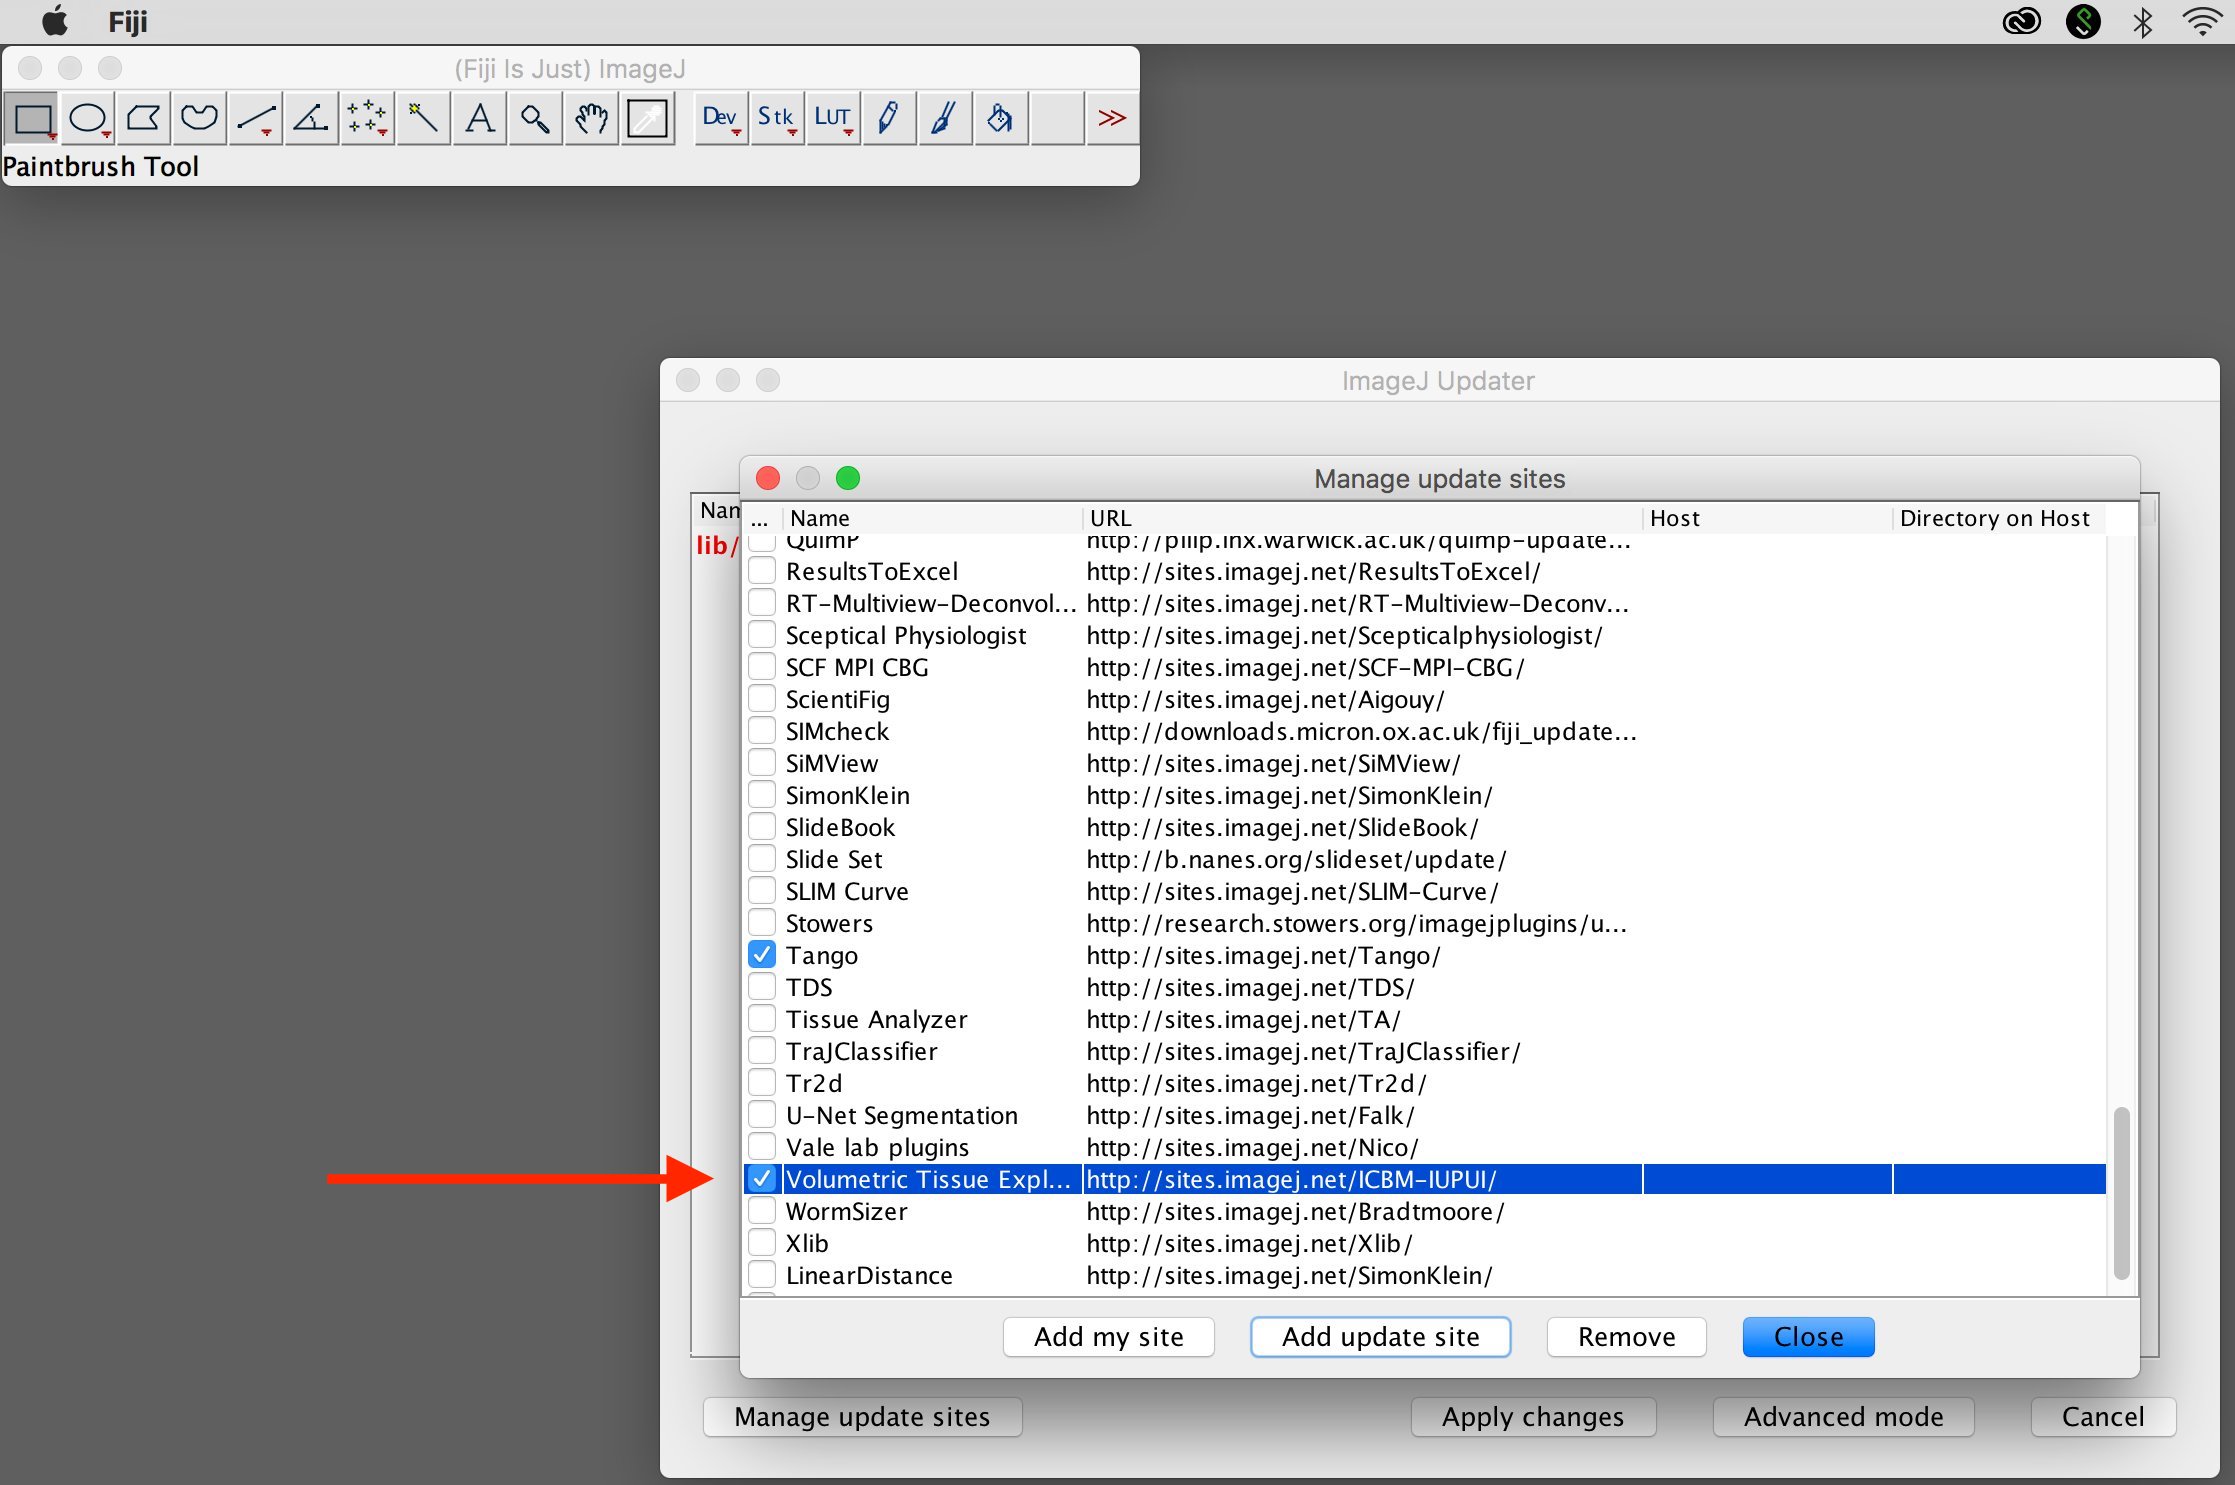 Fiji
(Fiji Is Just) ImageJ
Dev Stk LUT >>
Paintbrush Tool
ImageJ Updater
Manage update sites
Nam
lib/
... Name URL Host Directory on Host
QuimP http://pilip.lnx.warwick.ac.uk/quimp-update...
ResultsToExcel http://sites.imagej.net/ResultsToExcel/
RT-Multiview-Deconvol... http://sites.imagej.net/RT-Multiview-Deconv...
Sceptical Physiologist http://sites.imagej.net/Scepticalphysiologist/
SCF MPI CBG http://sites.imagej.net/SCF-MPI-CBG/
ScientiFig http://sites.imagej.net/Aigouy/
SIMcheck http://downloads.micron.ox.ac.uk/fiji_update...
SiMView http://sites.imagej.net/SiMView/
SimonKlein http://sites.imagej.net/SimonKlein/
SlideBook http://sites.imagej.net/SlideBook/
Slide Set http://b.nanes.org/slideset/update/
SLIM Curve http://sites.imagej.net/SLIM-Curve/
Stowers http://research.stowers.org/imagejplugins/u...
Tango http://sites.imagej.net/Tango/
TDS http://sites.imagej.net/TDS/
Tissue Analyzer http://sites.imagej.net/TA/
TraJClassifier http://sites.imagej.net/TraJClassifier/
Tr2d http://sites.imagej.net/Tr2d/
U-Net Segmentation http://sites.imagej.net/Falk/
Vale lab plugins http://sites.imagej.net/Nico/
Volumetric Tissue Expl... http://sites.imagej.net/ICBM-IUPUI/
WormSizer http://sites.imagej.net/Bradtmoore/
Xlib http://sites.imagej.net/Xlib/
LinearDistance http://sites.imagej.net/SimonKlein/
Add my site Add update site Remove Close
Manage update sites Apply changes Advanced mode Cancel